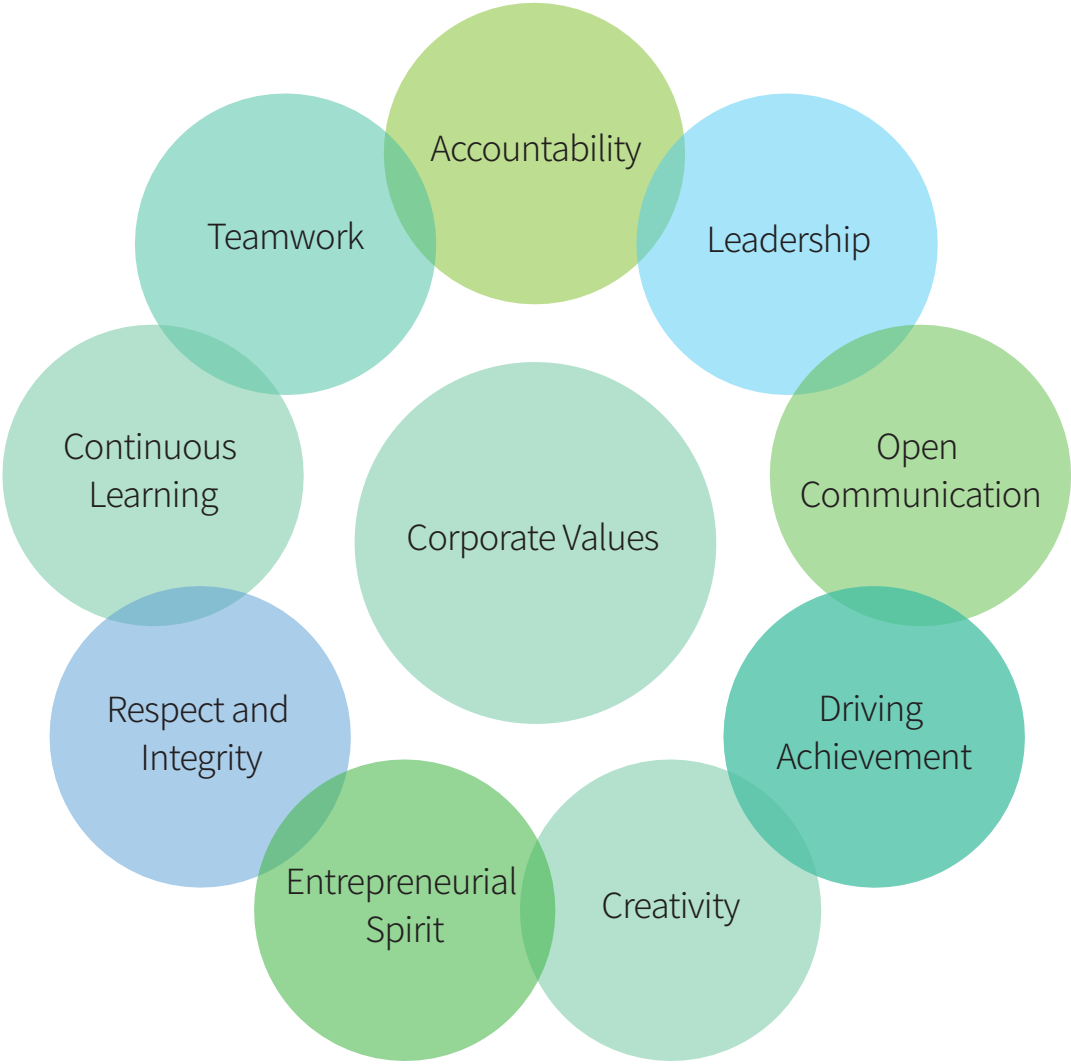 Accountability
Teamwork
Leadership
Continuous
Learning
Open
Communication
Corporate Values
Respect and
Integrity
Driving
Achievement
Entrepreneurial
Spirit
Creativity